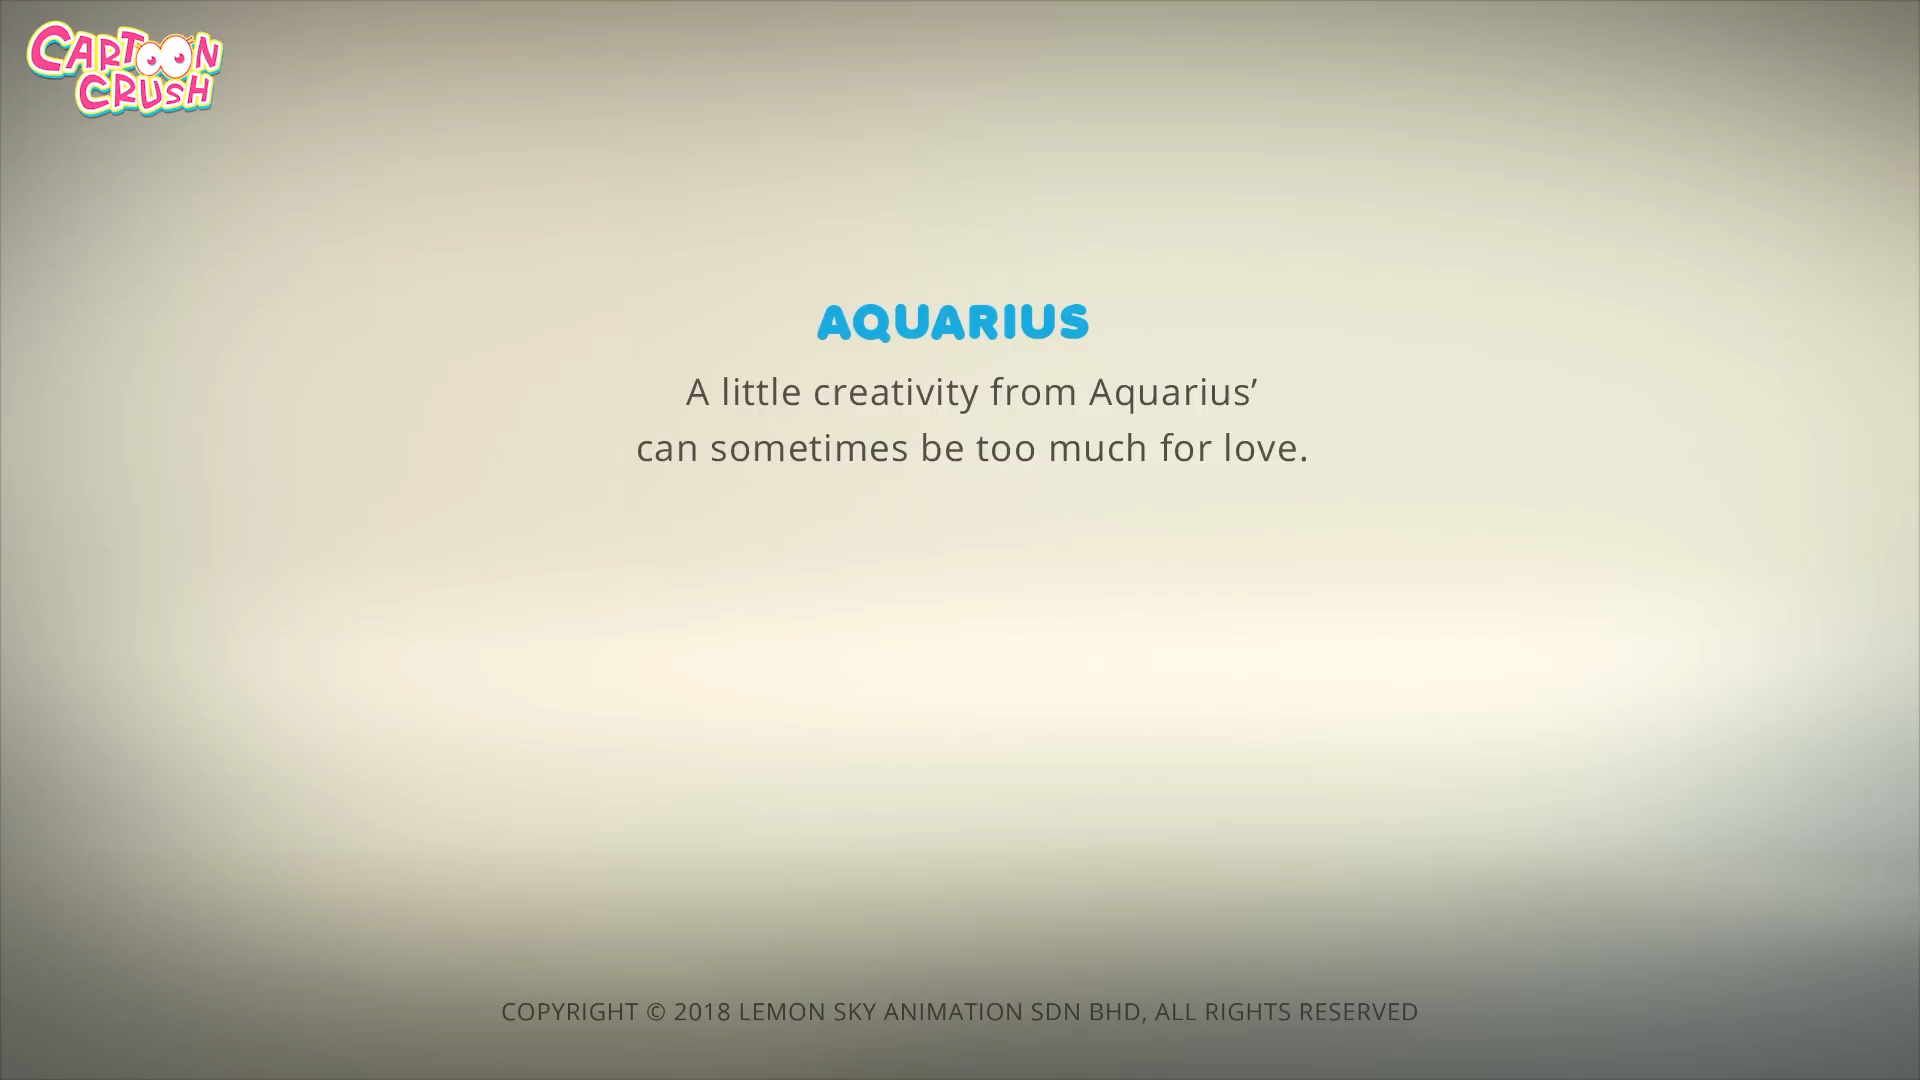 CARTOON
CRUSH
AQUARIUS
A little creativity from Aquarius’
can sometimes be too much for love.
COPYRIGHT © 2018 LEMON SKY ANIMATION SDN BHD, ALL RIGHTS RESERVED